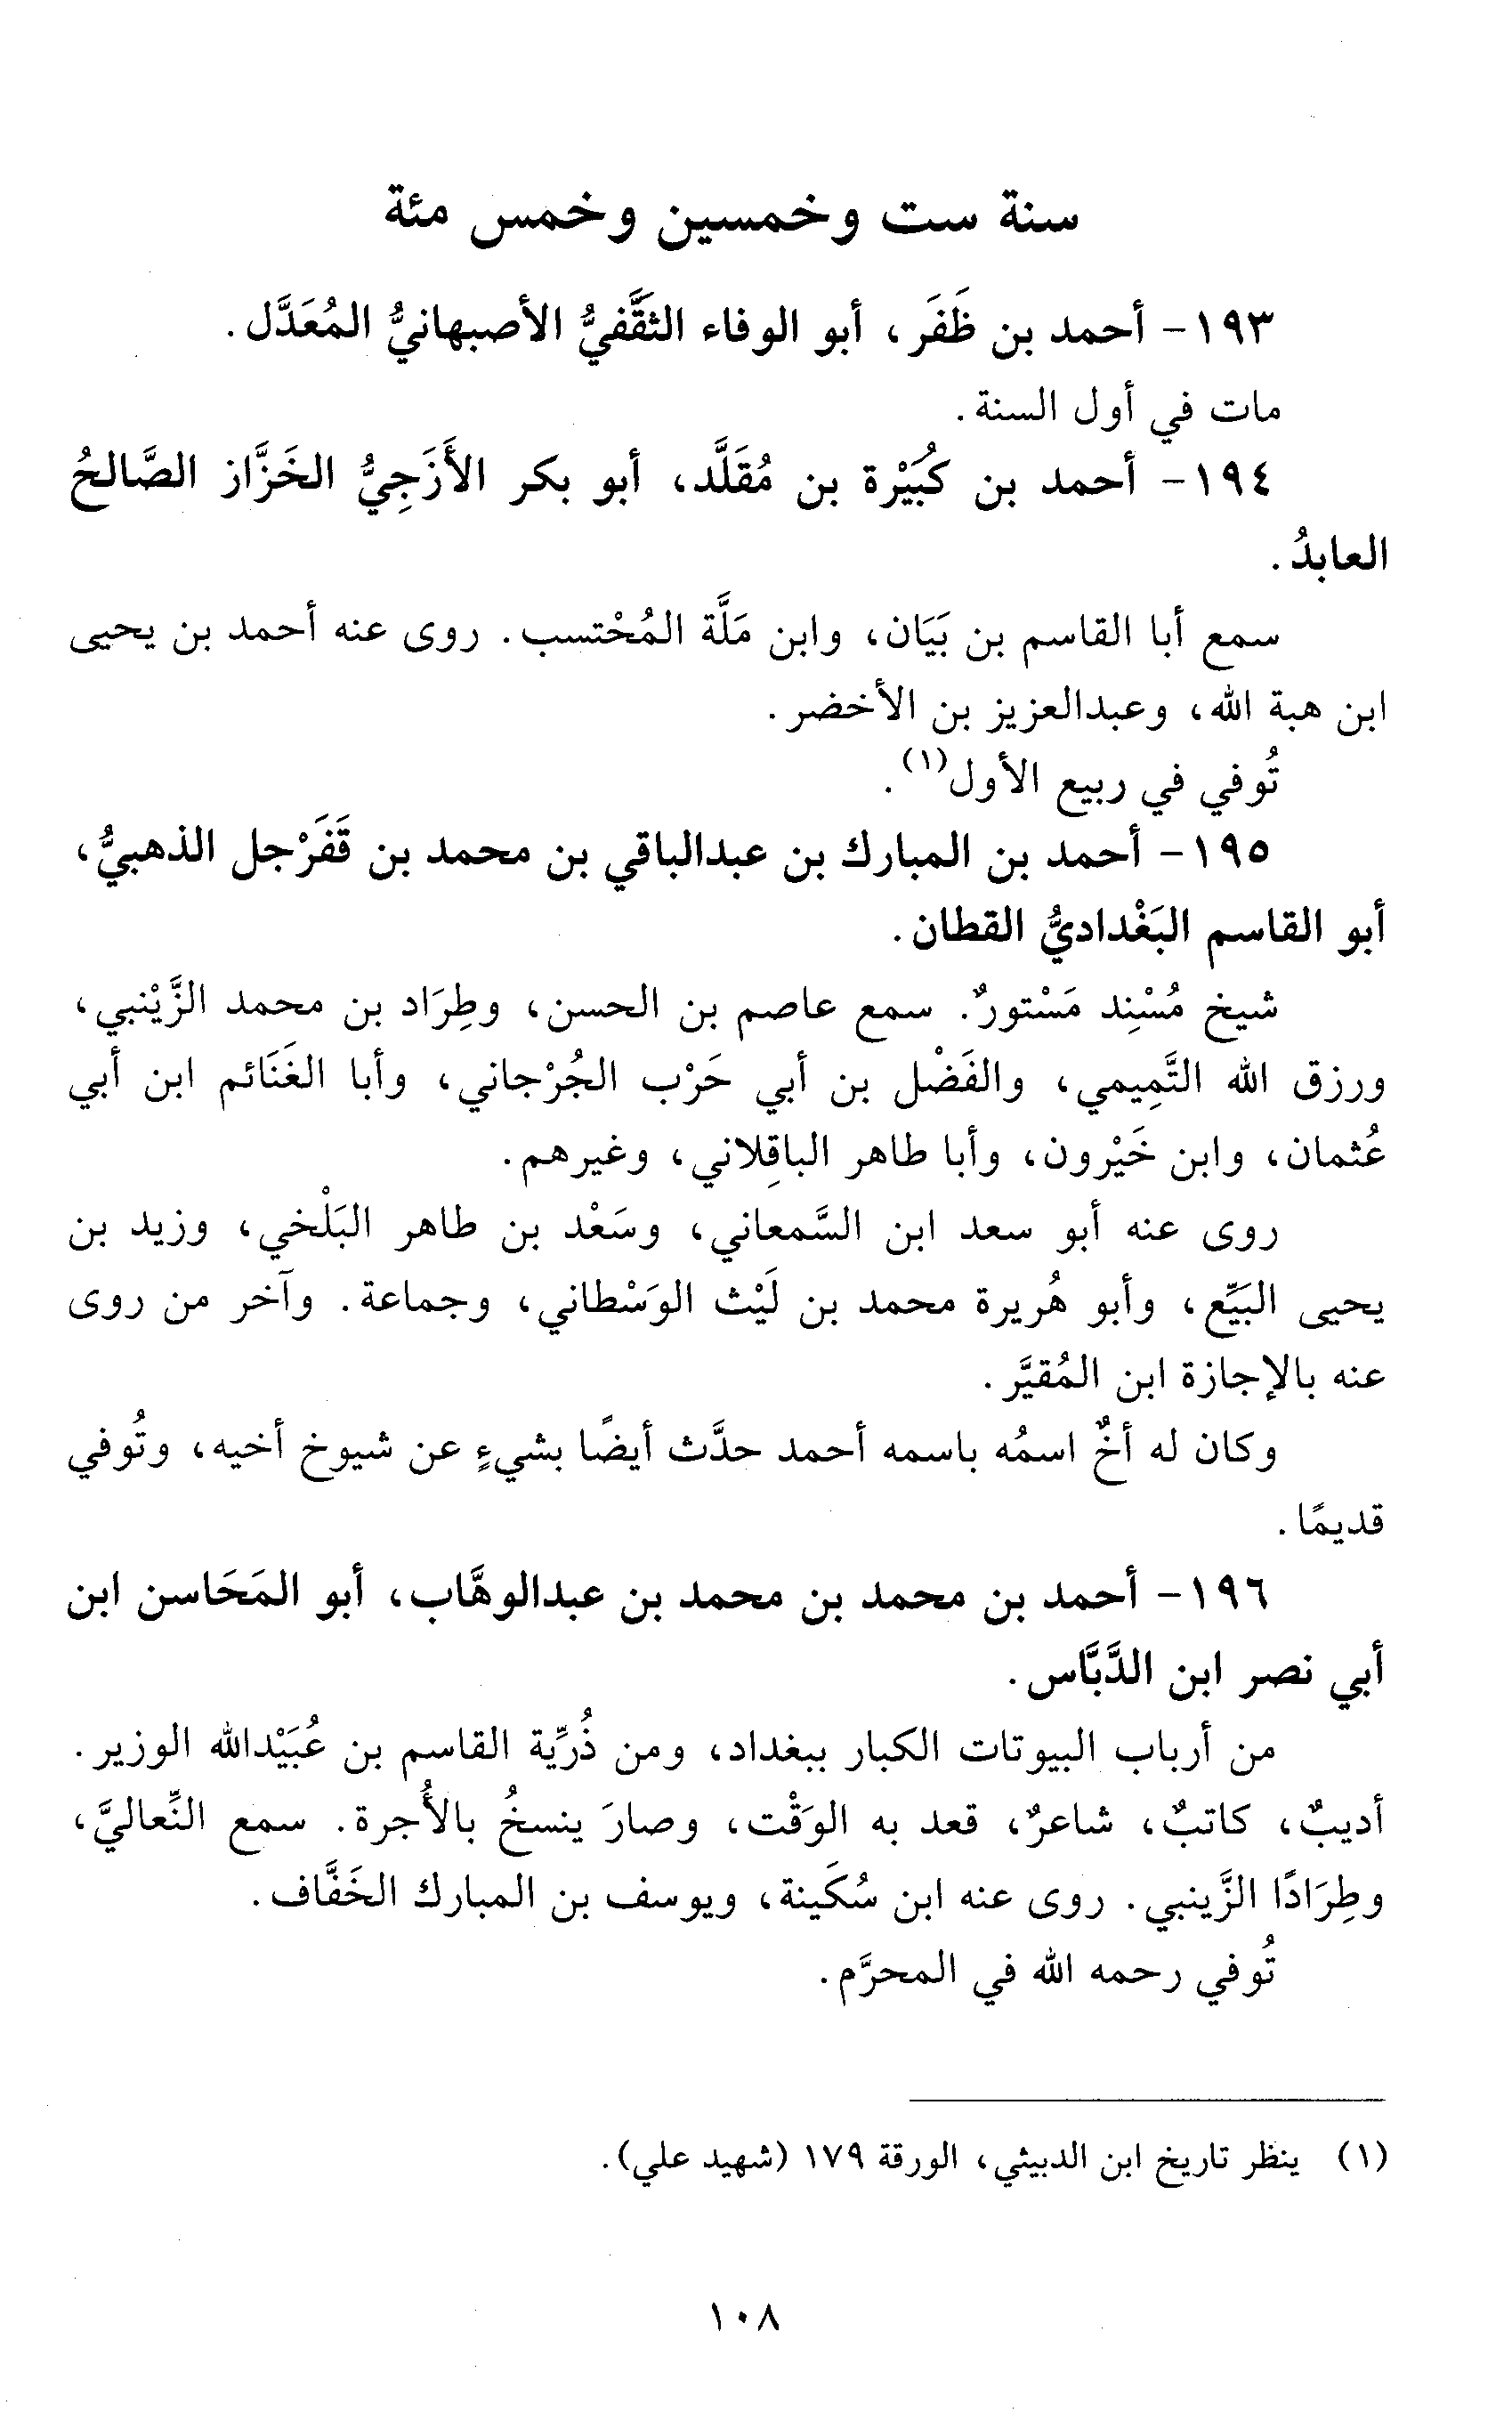 سنة ست وخمسين وخمس مئة
١٩٣- أحمد بن ظَفَر، أبو الوفاء الثقَّفيُّ الأصبهانيُّ المُعَدَّل.
مات في أول السنة.
١٩٤- أحمد بن كُبَيْرة بن مُقَلَّد، أبو بكر الأَزَجِيُّ الخَزَّاز الصَّالحُ
العابدُ.
سمع أبا القاسم بن بَيَان، وابن مَلَّة المُحْتسب. روى عنه أحمد بن يحيى
ابن هبة الله، وعبدالعزيز بن الأخضر.
تُوفي في ربيع الأول(١).
١٩٥- أحمد بن المبارك بن عبدالباقي بن محمد بن قَفَرْجل الذهبيُّ،
أبو القاسم البَغْداديُّ القطان.
شيخ مُسْنِد مَسْتورٌ. سمع عاصم بن الحسن، وطِرَاد بن محمد الزَّيْنبي،
ورزق الله التَّمِيمي، والفَضْل بن أبي حَرْب الجُرْجاني، وأبا الغَنَائم ابن أبي
عُثمان، وابن خَيْرون، وأبا طاهر الباقِلاني، وغيرهم.
روى عنه أبو سعد ابن السَّمعاني، وسَعْد بن طاهر البَلْخي، وزيد بن
يحيى البَيِّع، وأبو هُريرة محمد بن لَيْث الوَسْطاني، وجماعة. وآخر من روى
عنه بالإجازة ابن المُقيَّر.
وكان له أخٌ اسمُه باسمه أحمد حدَّث أيضًا بشيءٍ عن شيوخ أخيه، وتُوفي
قديمًا.
١٩٦- أحمد بن محمد بن محمد بن عبدالوهَّاب، أبو المَحَاسن ابن
أبي نصر ابن الدَّبَّاس.
من أرباب البيوتات الكبار ببغداد، ومن ذُرِّية القاسم بن عُبَيْدالله الوزير.
أديبٌ، كاتبٌ، شاعرٌ، قعد به الوَقْت، وصارَ ينسخُ بالأُجرة. سمع النِّعاليَّ،
وطِرَادًا الزَّينبي. روى عنه ابن سُكَينة، ويوسف بن المبارك الخَفَّاف.
تُوفي رحمه الله في المحرَّم.
(١) ينظر تاريخ ابن الدبيثي، الورقة ١٧٩ (شهيد علي).
١٠٨